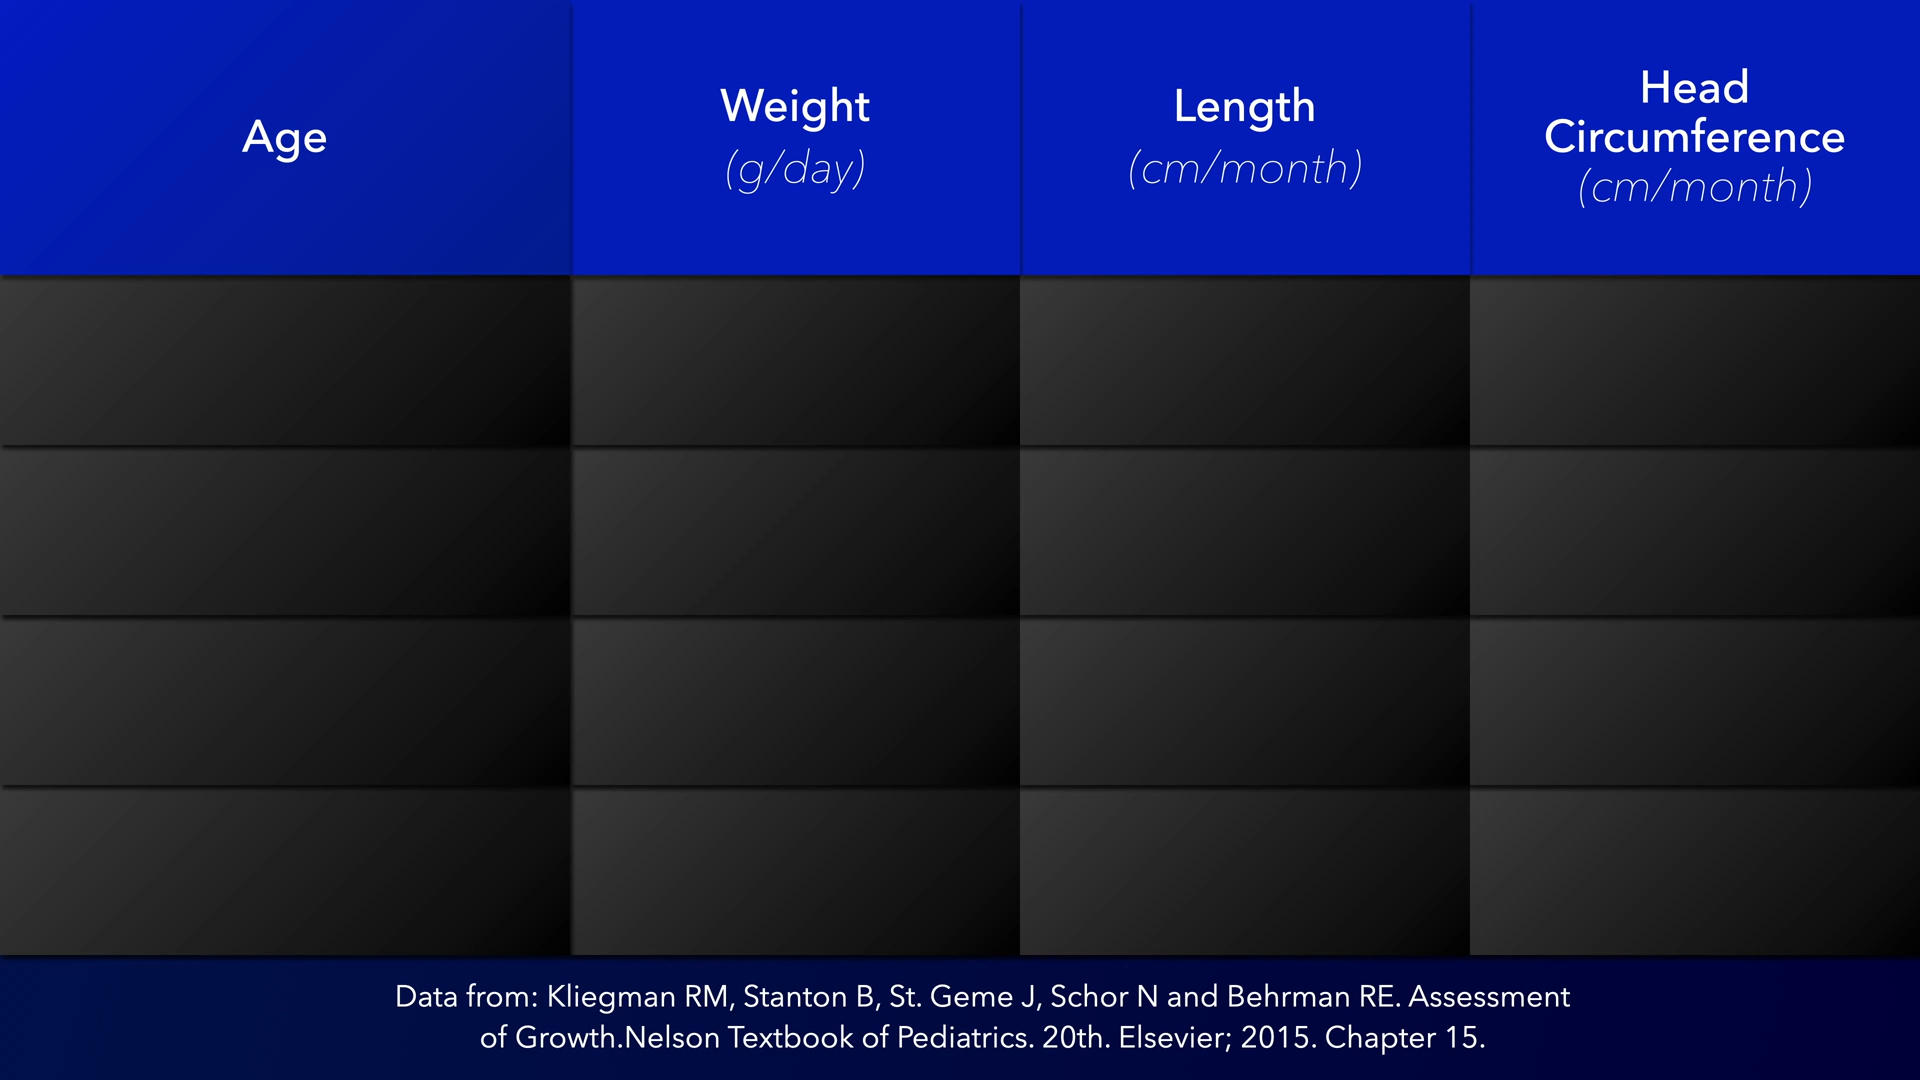 Age
Weight
(g/day)
Length
(cm/month)
Head
Circumference
(cm/month)
Data from: Kliegman RM, Stanton B, St. Geme J, Schor N and Behrman RE. Assessment
of Growth.Nelson Textbook of Pediatrics. 20th. Elsevier; 2015. Chapter 15.